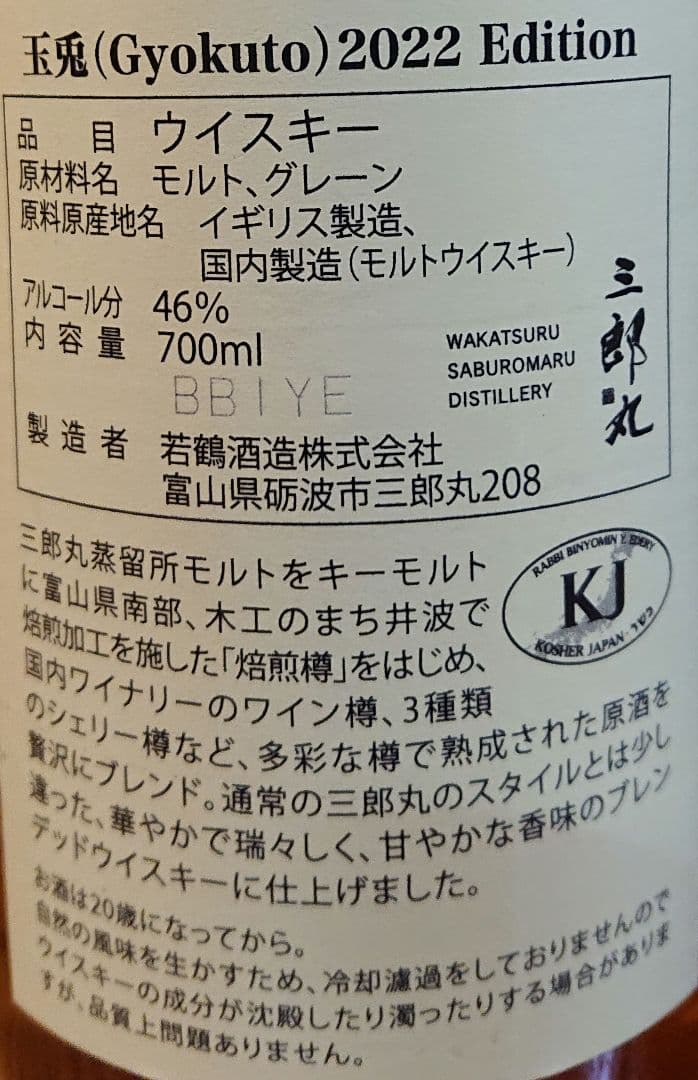 玉兎(Gyokuto)2022 Edition
品目 ウイスキー
原材料名 モルト、グレーン
原料原産地名 イギリス製造、
国内製造(モルトウイスキー)
アルコール分 46%
内容量 700ml
BB1YE
WAKATSURU
SABUROMARU
DISTILLERY
三郎丸
製造者 若鶴酒造株式会社
富山県砺波市三郎丸208
三郎丸蒸留所モルトをキーモルト
に富山県南部、木工のまち井波で
焙煎加工を施した「焙煎樽」をはじめ、
国内ワイナリーのワイン樽、3種類
のシェリー樽など、多彩な樽で熟成された原酒を
贅沢にブレンド。通常の三郎丸のスタイルとは少し
違った、華やかで瑞々しく、甘やかな香味のブレン
デッドウイスキーに仕上げました。
RABBI BINYOMIN Y. EDERY
KJ
KOSHER JAPAN・כשר
お酒は20歳になってから。
自然の風味を生かすため、冷却濾過をしておりませんので
ウイスキーの成分が沈殿したり濁ったりする場合がありま
すが、品質上問題ありません。